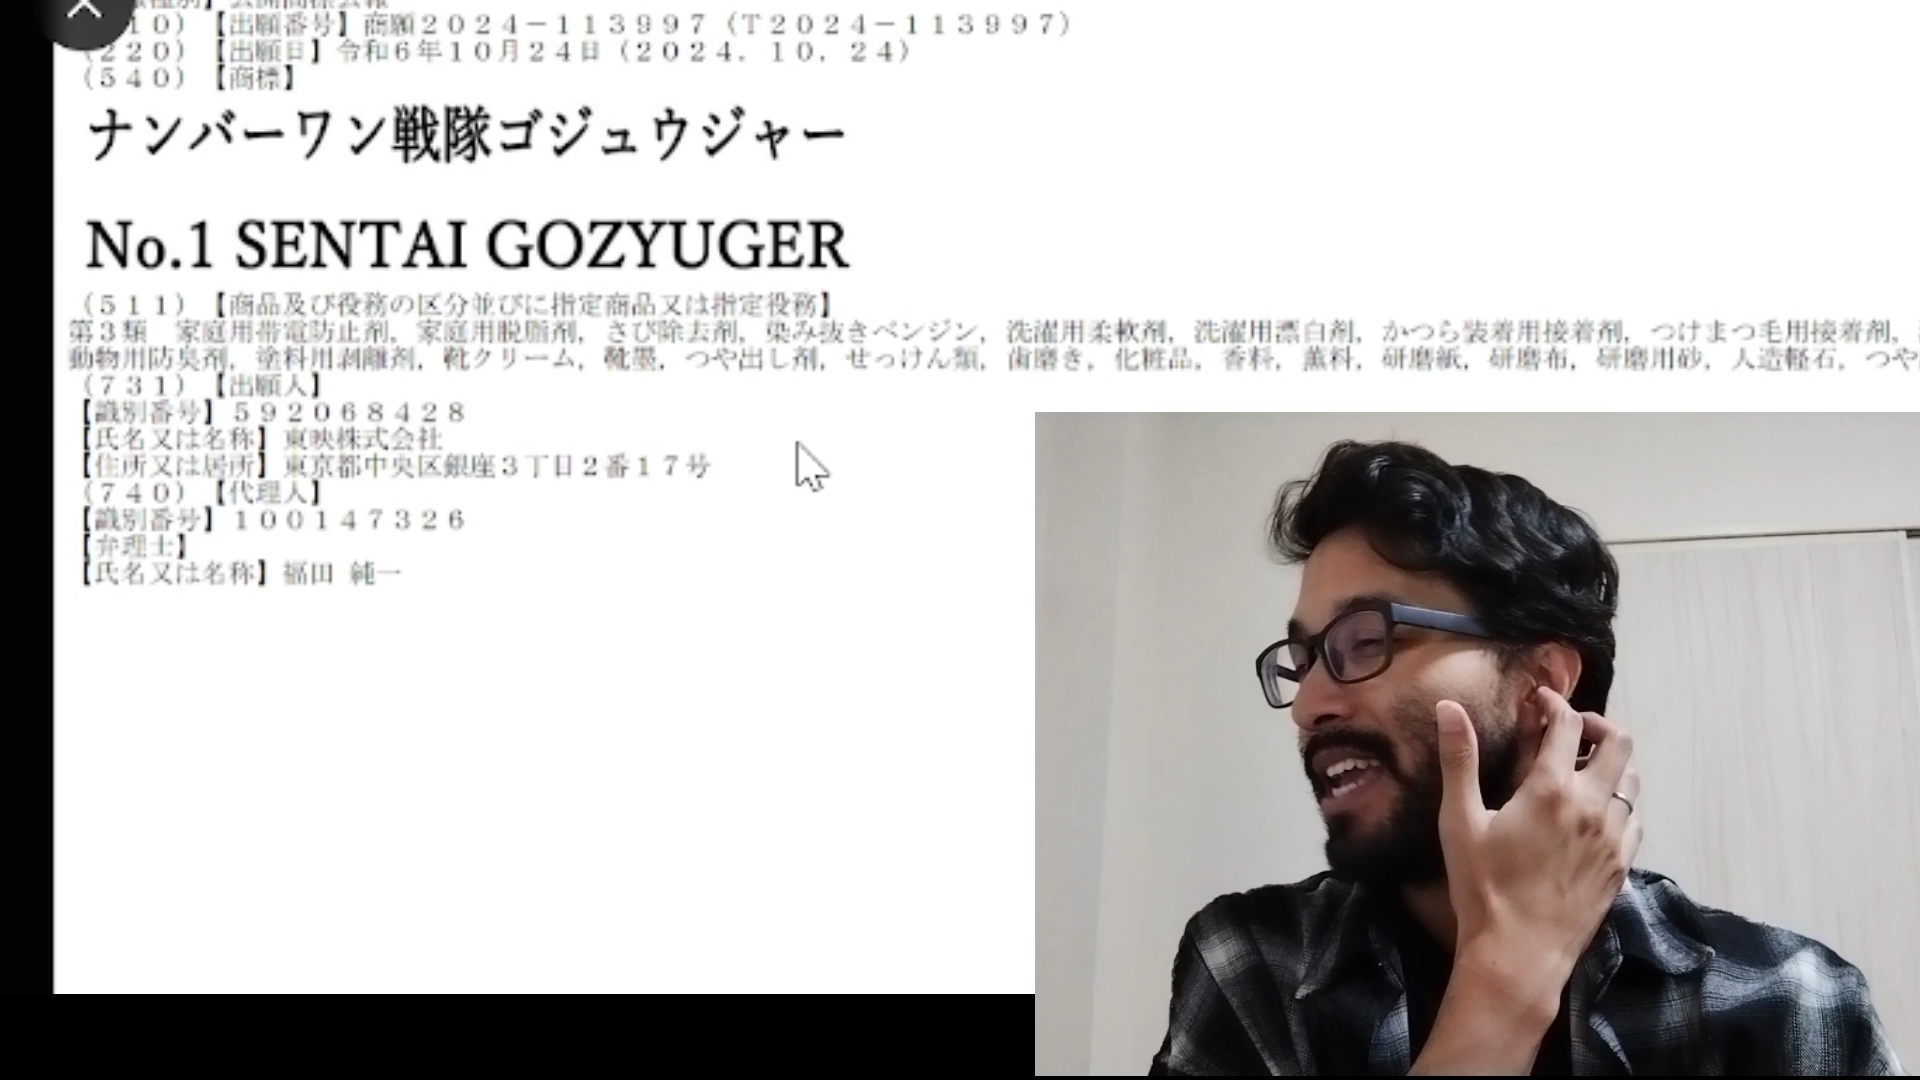 種別】公開商標公報
10）【出願番号】商願２０２４－１１３９９７（Ｔ２０２４－１１３９９７）
（２２０）【出願日】令和６年１０月２４日（２０２４．１０．２４）
（５４０）【商標】
ナンバーワン戦隊ゴジュウジャー
No.1 SENTAI GOZYUGER
（５１１）【商品及び役務の区分並びに指定商品又は指定役務】
第３類　家庭用帯電防止剤，家庭用脱脂剤，さび除去剤，染み抜きベンジン，洗濯用柔軟剤，洗濯用漂白剤，かつら装着用接着剤，つけまつ毛用接着剤，
動物用防臭剤，塗料用剥離剤，靴クリーム，靴墨，つや出し剤，せっけん類，歯磨き，化粧品，香料，薫料，研磨紙，研磨布，研磨用砂，人造軽石，つや
（７３１）【出願人】
【識別番号】５９２０６８４２８
【氏名又は名称】東映株式会社
【住所又は居所】東京都中央区銀座３丁目２番１７号
（７４０）【代理人】
【識別番号】１００１４７３２６
【弁理士】
【氏名又は名称】福田 純一